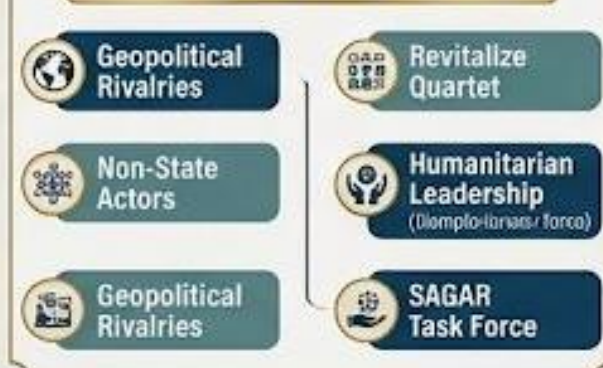 Geopolitical
Rivalries
Non-State
Actors
Geopolitical
Rivalries
Revitalize
Quartet
Humanitarian
Leadership
SAGAR
Task Force